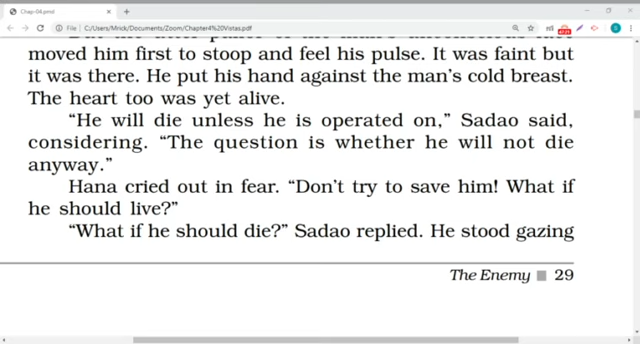 Chap-04.pmd
File | C:/Users/Mrick/Documents/Zoom/Chapter4%20Vistas.pdf
moved him first to stoop and feel his pulse. It was faint but
it was there. He put his hand against the man's cold breast.
The heart too was yet alive.
"He will die unless he is operated on," Sadao said,
considering. "The question is whether he will not die
anyway."
Hana cried out in fear. "Don't try to save him! What if
he should live?"
"What if he should die?" Sadao replied. He stood gazing
The Enemy 29